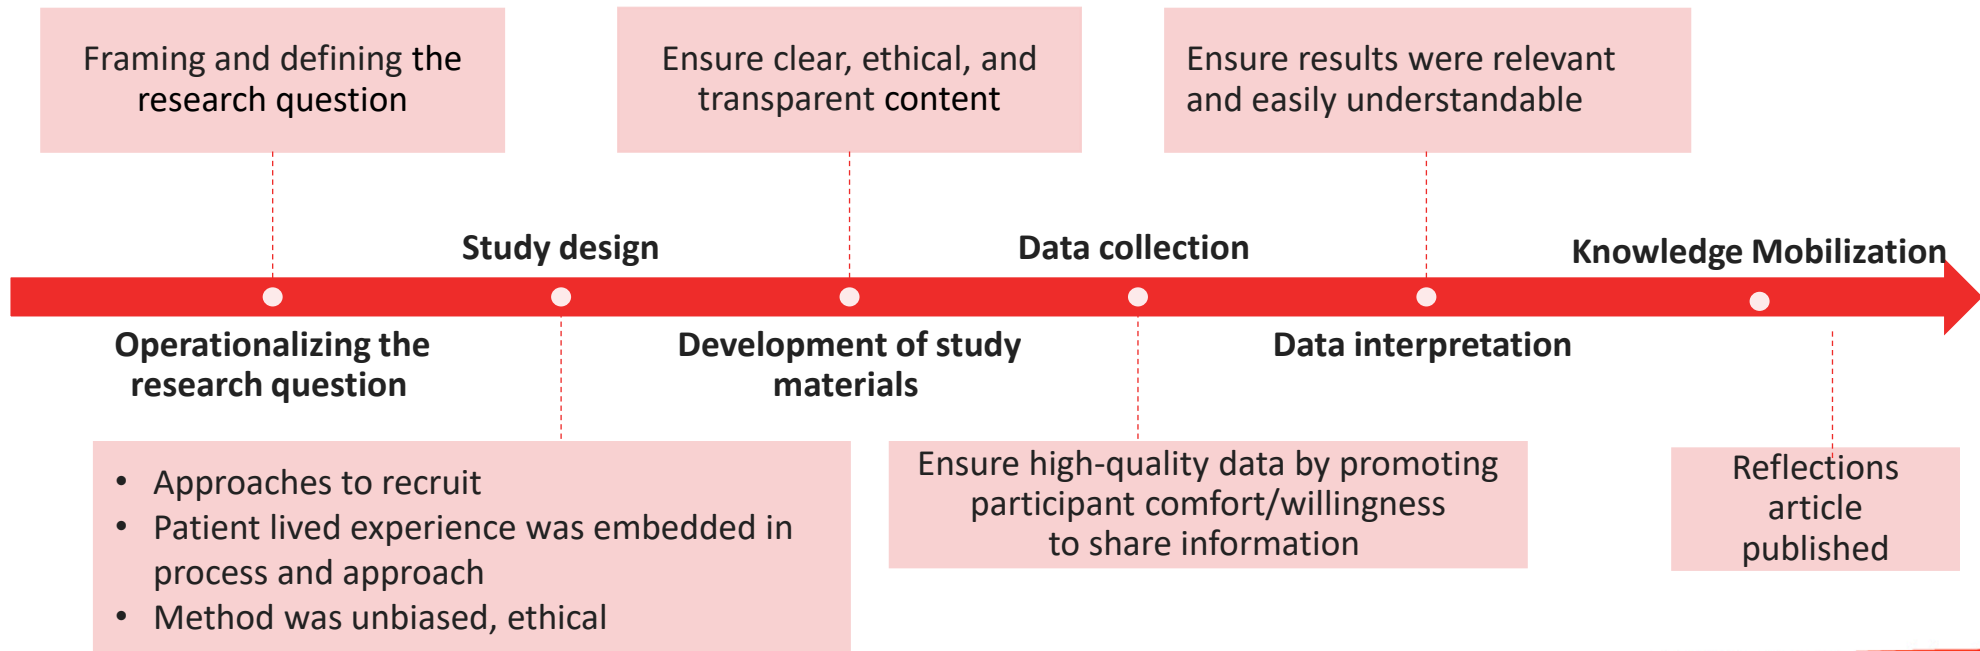 Framing and defining the
research question
Ensure clear, ethical, and
transparent content
Ensure results were relevant
and easily understandable
Study design
Data collection
Knowledge Mobilization
Operationalizing the
research question
Development of study
materials
Data interpretation
• Approaches to recruit
• Patient lived experience was embedded in
process and approach
• Method was unbiased, ethical
Ensure high-quality data by promoting
participant comfort/willingness
to share information
Reflections
article
published